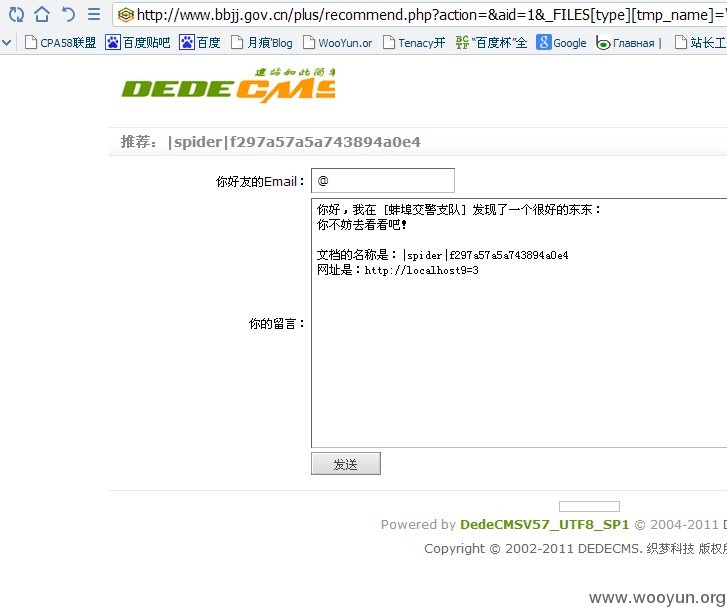 http://www.bbjj.gov.cn/plus/recommend.php?action=&aid=1&_FILES[type][tmp_name]=
CPA58联盟 百度贴吧 百度 月痕'Blog WooYun.or Tenacy开 "百度杯"全 Google Главная | 站长工
建站如此简单
DEDECMS
推荐：|spider|f297a57a5a743894a0e4
你好友的Email： @
你好，我在 [蚌埠交警支队] 发现了一个很好的东东：
你不妨去看看吧！
文档的名称是：|spider|f297a57a5a743894a0e4
网址是：http://localhost9=3
你的留言：
发送
Powered by DedeCMSV57_UTF8_SP1 © 2004-2011 D
Copyright © 2002-2011 DEDECMS. 织梦科技 版权所
www.wooyun.org